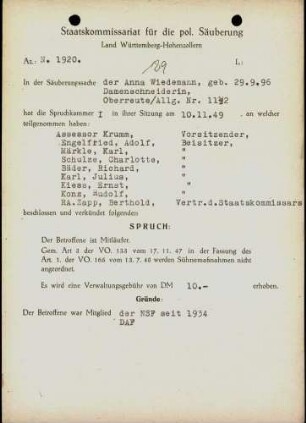 Staatskommissariat für die pol. Säuberung
Land Württemberg-Hohenzollern
Az.: N. 1920. L:
29
In der Säuberungssache der Anna Wiedemann, geb. 29.9.96
Damenschneiderin,
Oberreute/Allg. Nr.
hat die Spruchkammer I in ihrer Sitzung am 10.11.49 an welcher
teilgenommen haben:
Assessor Krumm, Vorsitzender,
Engelfried, Adolf, Beisitzer,
Märkle, Karl, "
Schulze, Charlotte, "
Bäder, Richard, "
Karl, Julius, "
Kiess, Ernst, "
Konz, Rudolf, "
RA.Zapp, Berthold, Vertr.d.Staatskommissars
beschlossen und verkündet folgenden
SPRUCH:
Der Betroffene ist Mitläufer.
Gem. Art 2 der VO. 133 vom 17. 11. 47 in der Fassung des
Art. 1. der VO. 166 vom 13. 7. 48 werden Sühnemaßnahmen nicht
angeordnet.
Es wird eine Verwaltungsgebühr von DM 10.- erhoben.
Gründe:
Der Betroffene war Mitglied der NSF seit 1934
DAF